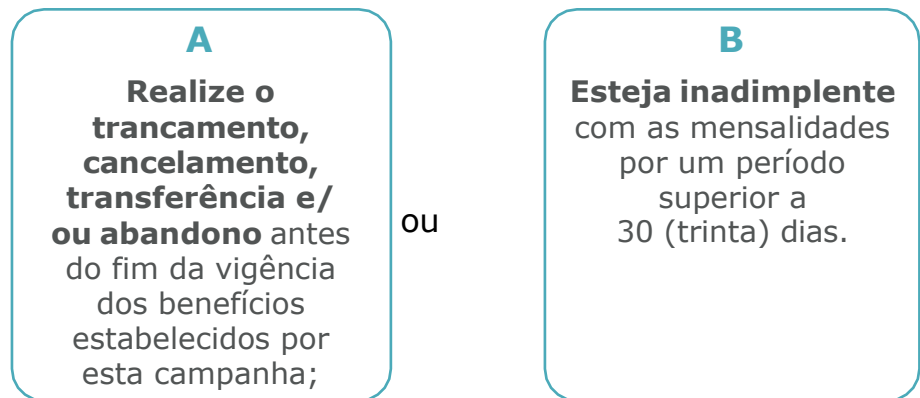 A
Realize o
trancamento,
cancelamento,
transferência e/
ou abandono antes
do fim da vigência
dos benefícios
estabelecidos por
esta campanha;
ou
B
Esteja inadimplente
com as mensalidades
por um período
superior a
30 (trinta) dias.